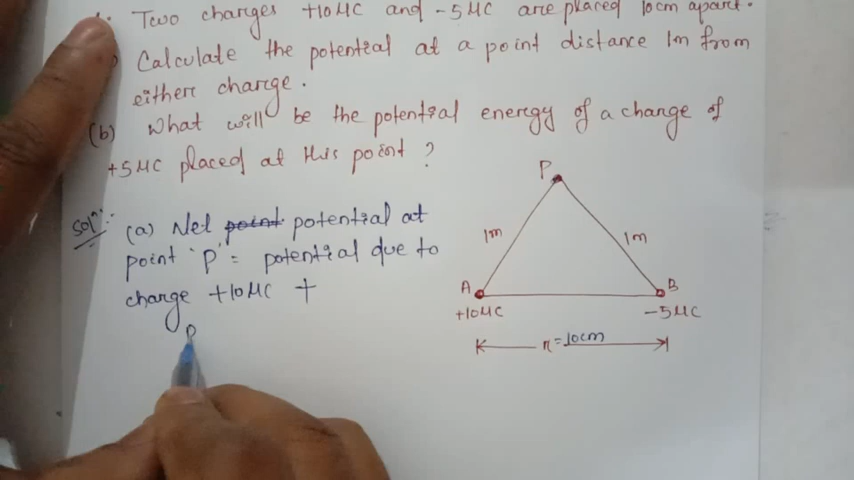 Two charges +10μC and -5μC are placed 10cm apart.
Calculate the potential at a point distance 1m from
either charge.
(b) What will be the potential energy of a charge of
+5μC placed at this point ?
Soln: (a) Net point potential at
point 'P' = potential due to
charge +10μC +
P
P
1m
1m
A
B
+10μC
-5μC
r=10cm